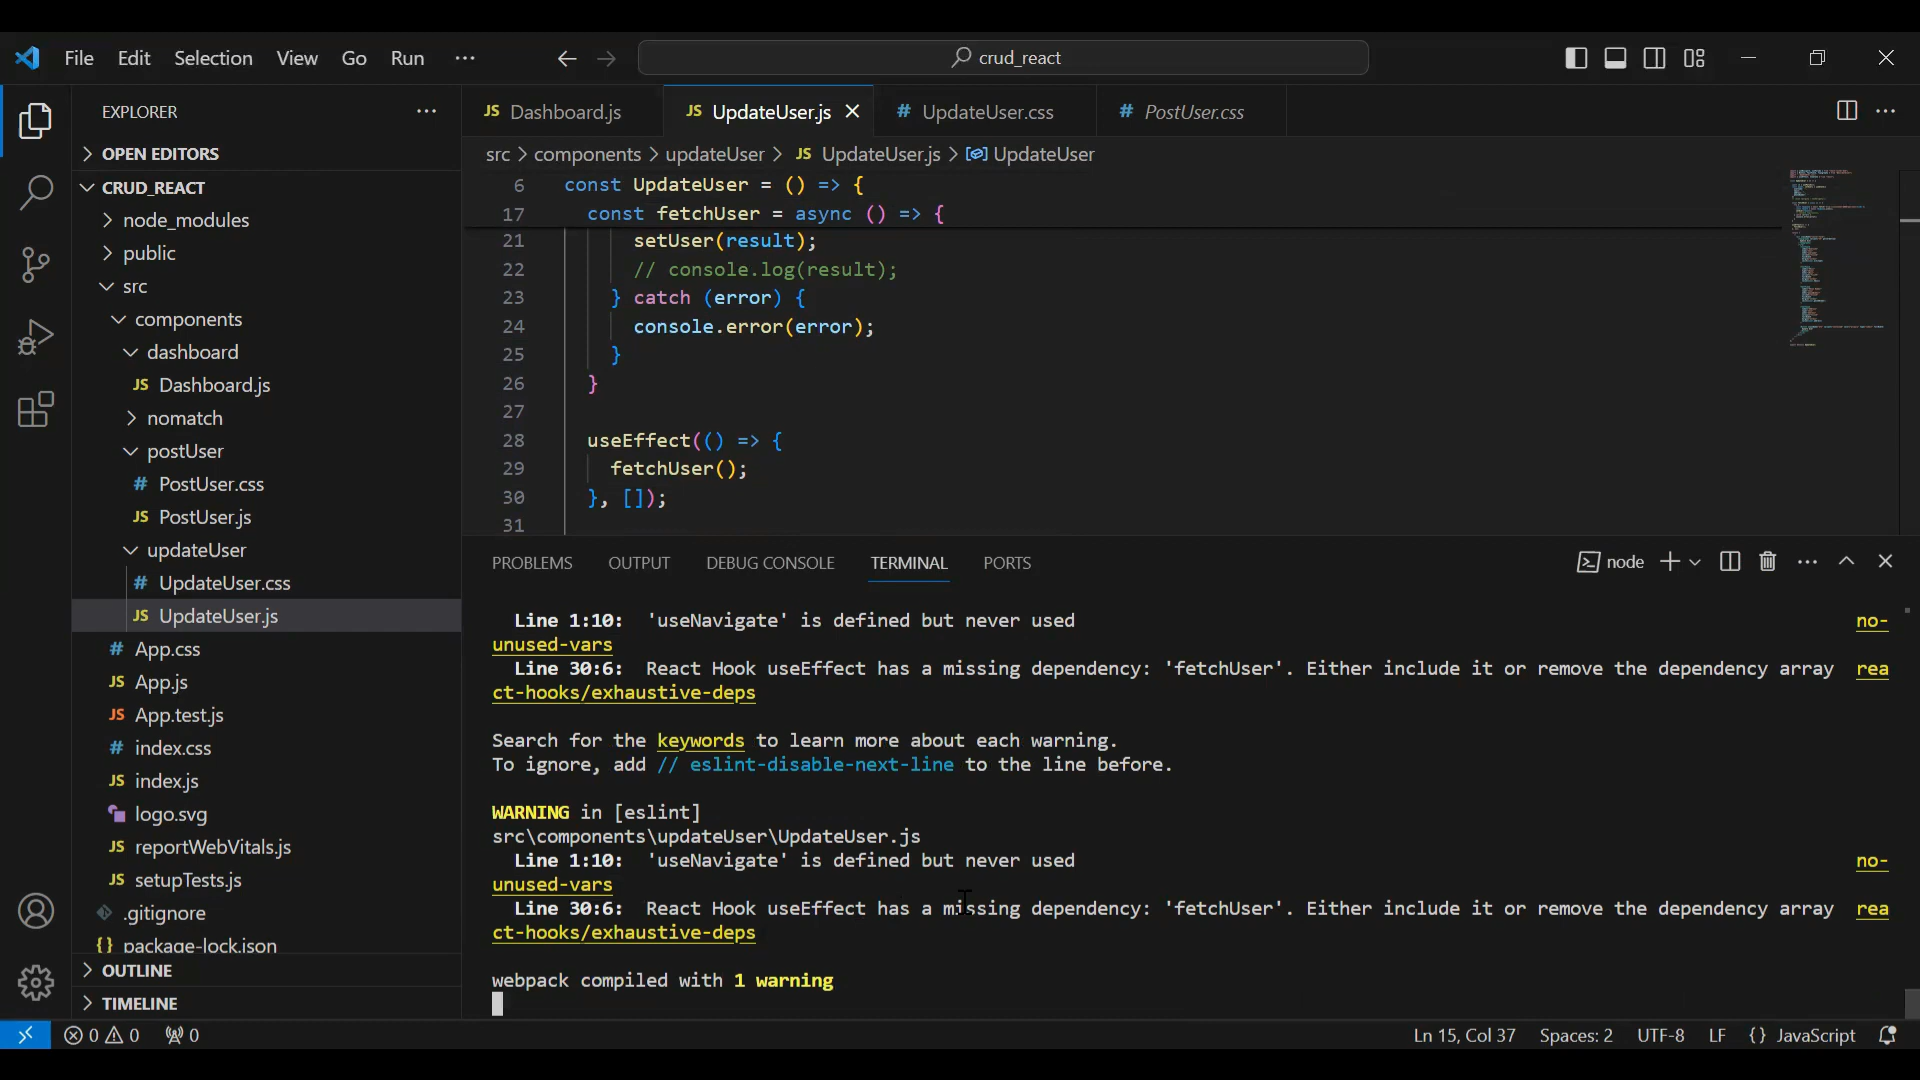 File Edit Selection View Go Run ··· crud_react
EXPLORER
OPEN EDITORS
CRUD_REACT
node_modules
public
src
components
dashboard
JS Dashboard.js
nomatch
postUser
# PostUser.css
JS PostUser.js
updateUser
# UpdateUser.css
JS UpdateUser.js
# App.css
JS App.js
JS App.test.js
# index.css
JS index.js
logo.svg
JS reportWebVitals.js
JS setupTests.js
.gitignore
{} package-lock.json
OUTLINE
TIMELINE
JS Dashboard.js JS UpdateUser.js # UpdateUser.css # PostUser.css
src > components > updateUser > JS UpdateUser.js > UpdateUser
6 const UpdateUser = () => {
17 const fetchUser = async () => {
21 setUser(result);
22 // console.log(result);
23 } catch (error) {
24 console.error(error);
25 }
26 }
27
28 useEffect(() => {
29 fetchUser();
30 }, []);
31
PROBLEMS OUTPUT DEBUG CONSOLE TERMINAL PORTS node
Line 1:10: 'useNavigate' is defined but never used no-
unused-vars
Line 30:6: React Hook useEffect has a missing dependency: 'fetchUser'. Either include it or remove the dependency array rea
ct-hooks/exhaustive-deps
Search for the keywords to learn more about each warning.
To ignore, add // eslint-disable-next-line to the line before.
WARNING in [eslint]
src\components\updateUser\UpdateUser.js
Line 1:10: 'useNavigate' is defined but never used no-
unused-vars
Line 30:6: React Hook useEffect has a missing dependency: 'fetchUser'. Either include it or remove the dependency array rea
ct-hooks/exhaustive-deps
webpack compiled with 1 warning
0 0 0 Ln 15, Col 37 Spaces: 2 UTF-8 LF {} JavaScript